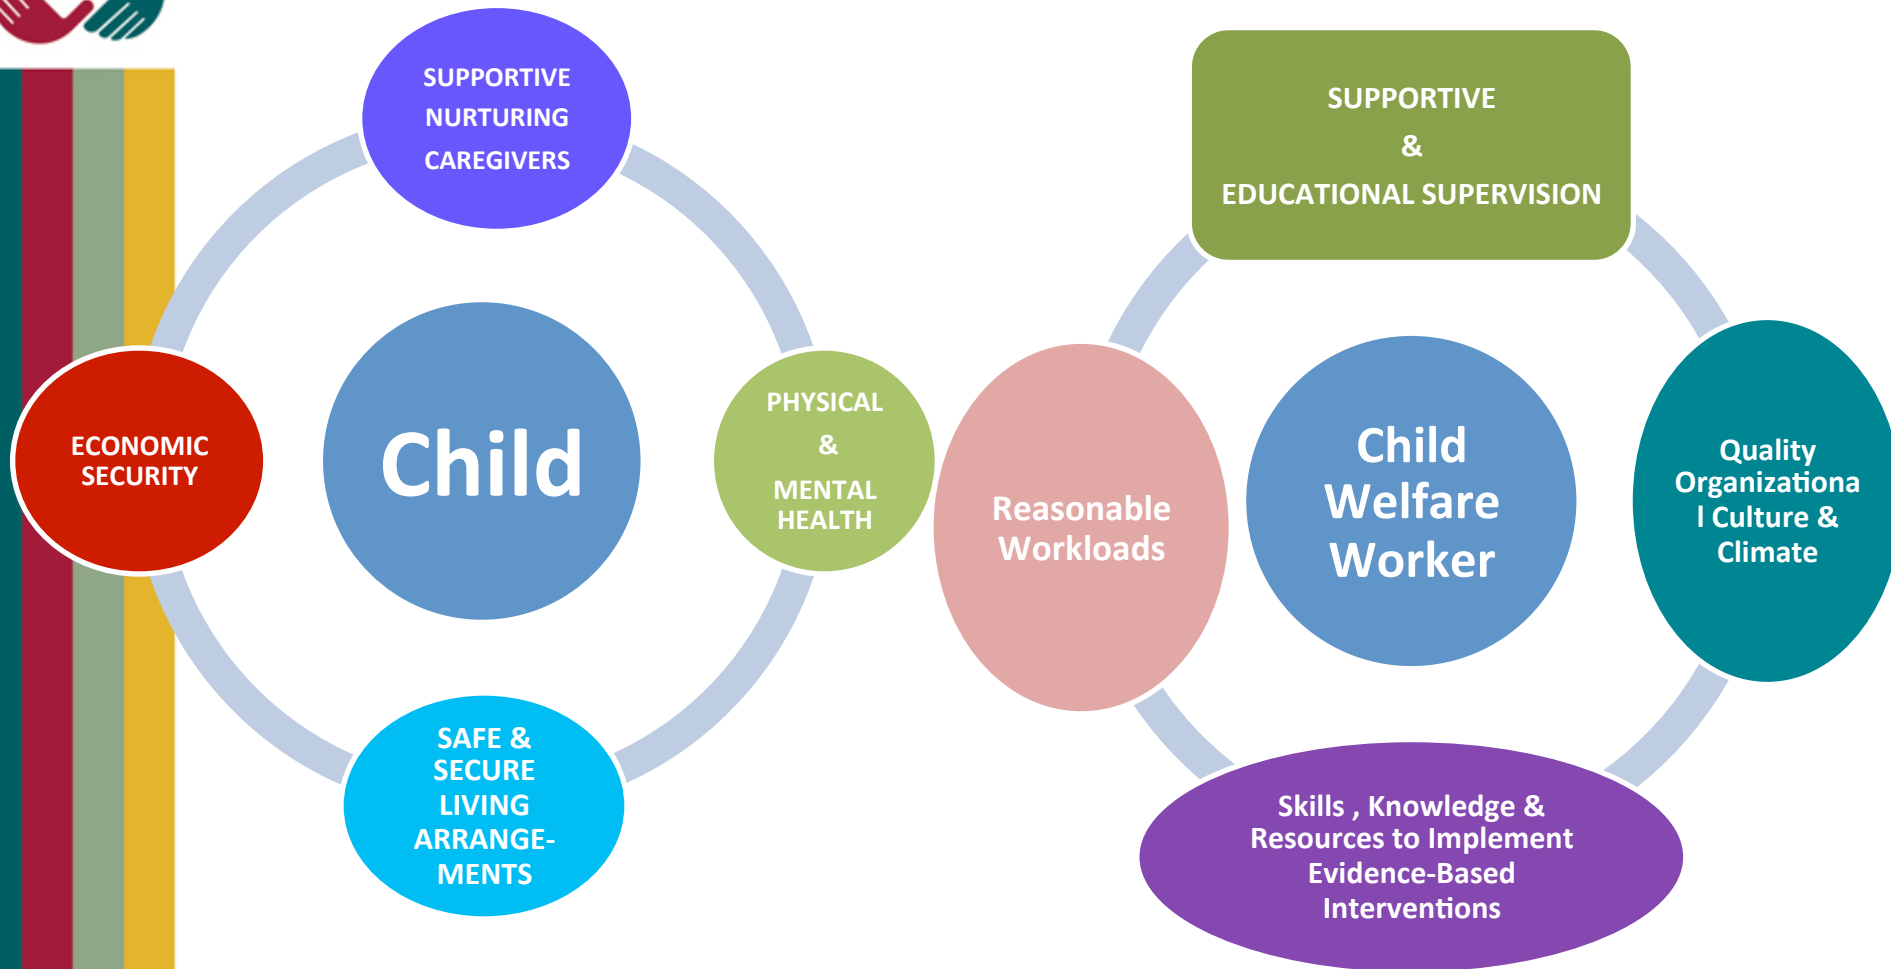 SUPPORTIVE
NURTURING
CAREGIVERS
ECONOMIC
SECURITY
Child
PHYSICAL
&
MENTAL
HEALTH
SAFE &
SECURE
LIVING
ARRANGE-
MENTS
SUPPORTIVE
&
EDUCATIONAL SUPERVISION
Reasonable
Workloads
Child
Welfare
Worker
Quality
Organizationa
l Culture &
Climate
Skills , Knowledge &
Resources to Implement
Evidence-Based
Interventions